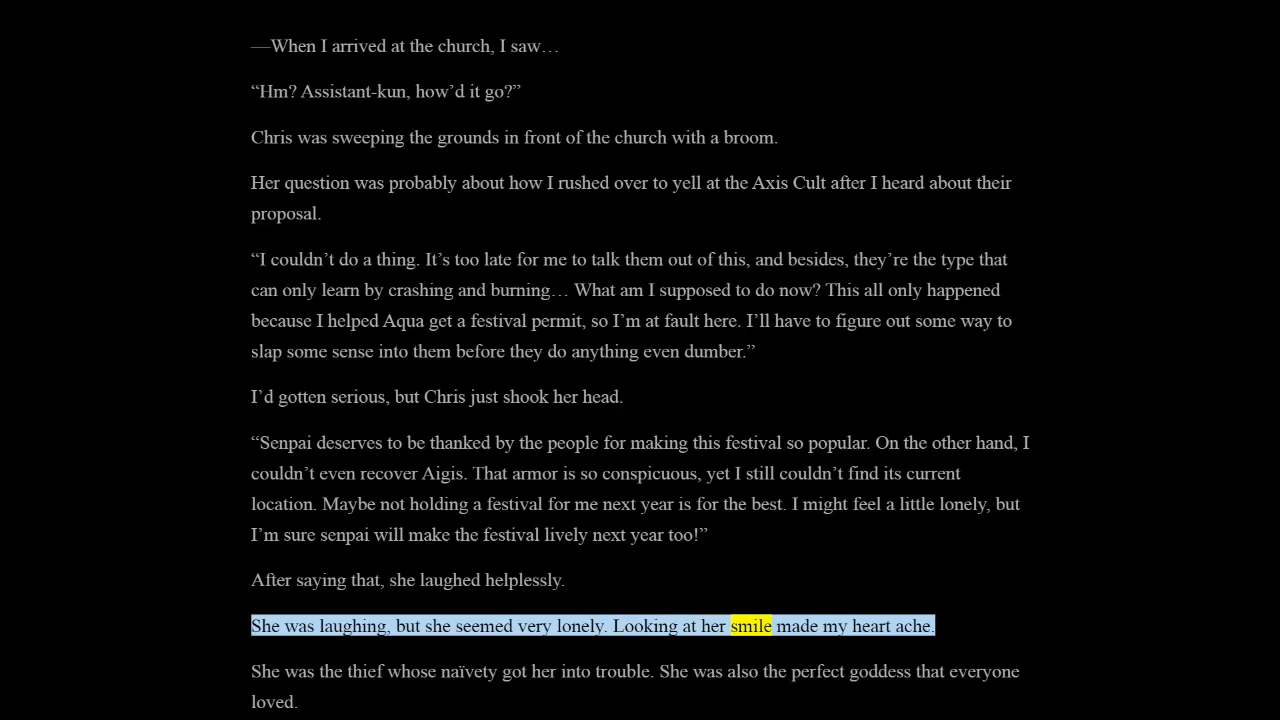 —When I arrived at the church, I saw…
“Hm? Assistant-kun, how’d it go?”
Chris was sweeping the grounds in front of the church with a broom.
Her question was probably about how I rushed over to yell at the Axis Cult after I heard about their
proposal.
“I couldn’t do a thing. It’s too late for me to talk them out of this, and besides, they’re the type that
can only learn by crashing and burning… What am I supposed to do now? This all only happened
because I helped Aqua get a festival permit, so I’m at fault here. I’ll have to figure out some way to
slap some sense into them before they do anything even dumber.”
I’d gotten serious, but Chris just shook her head.
“Senpai deserves to be thanked by the people for making this festival so popular. On the other hand, I
couldn’t even recover Aigis. That armor is so conspicuous, yet I still couldn’t find its current
location. Maybe not holding a festival for me next year is for the best. I might feel a little lonely, but
I’m sure senpai will make the festival lively next year too!”
After saying that, she laughed helplessly.
She was laughing, but she seemed very lonely. Looking at her smile made my heart ache.
She was the thief whose naïvety got her into trouble. She was also the perfect goddess that everyone
loved.